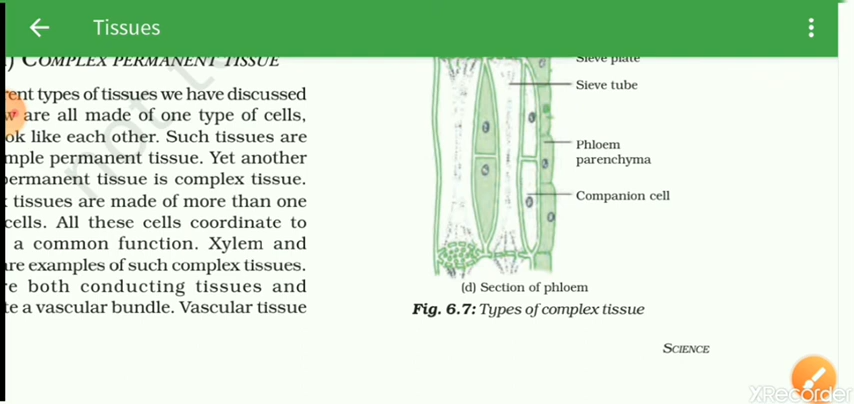 Tissues
) COMPLEX PERMANENT TISSUE
rent types of tissues we have discussed
w are all made of one type of cells,
ok like each other. Such tissues are
mple permanent tissue. Yet another
permanent tissue is complex tissue.
tissues are made of more than one
cells. All these cells coordinate to
a common function. Xylem and
are examples of such complex tissues.
e both conducting tissues and
te a vascular bundle. Vascular tissue
not t
Sieve plate
Sieve tube
Phloem
parenchyma
Companion cell
(d) Section of phloem
Fig. 6.7: Types of complex tissue
SCIENCE
XRecorder